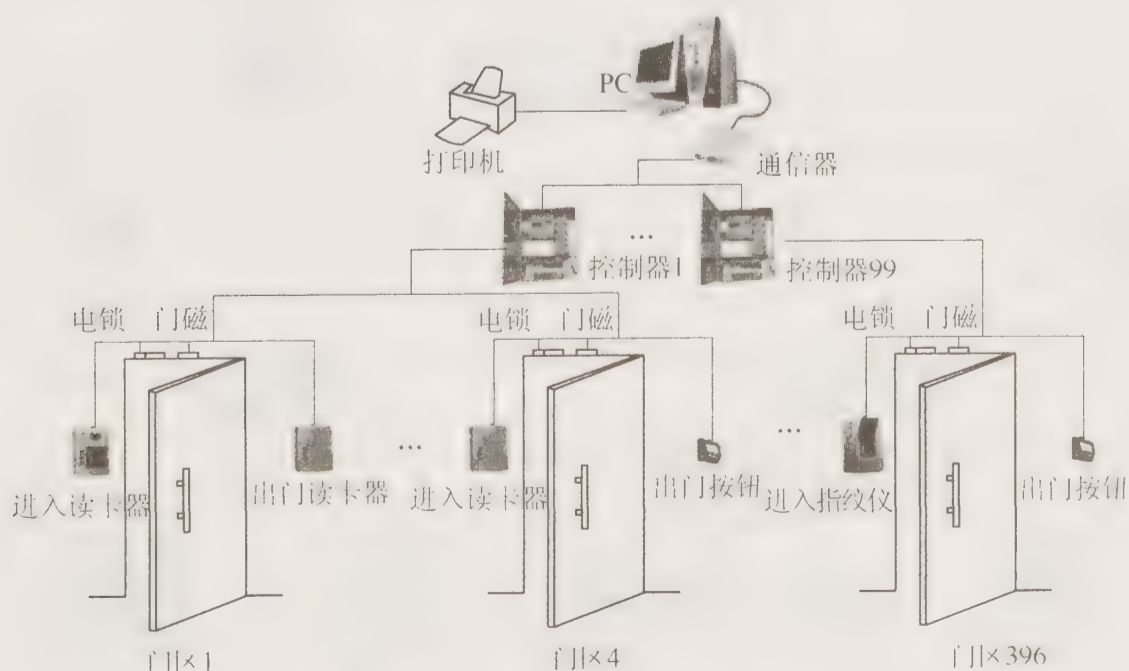 PC
打印机
通信器
...
控制器1
控制器99
电锁
门磁
电锁
门磁
电锁
门磁
...
...
进入读卡器
出门读卡器
进入读卡器
出门按钮
进入指纹仪
出门按钮
门区×1
门区×4
门区×396